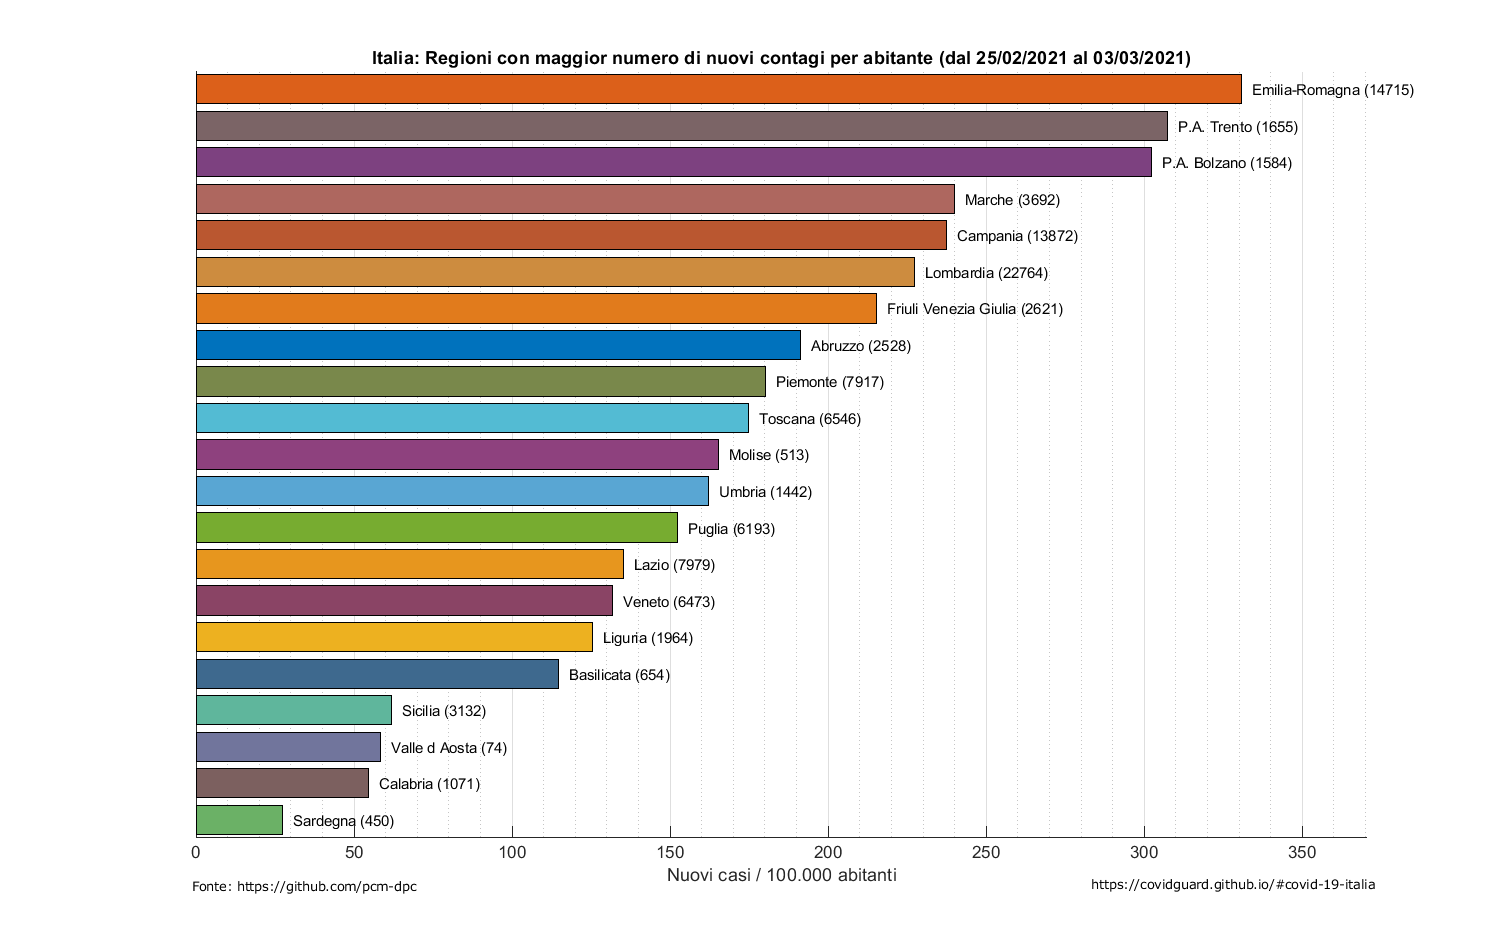 Italia: Regioni con maggior numero di nuovi contagi per abitante (dal 25/02/2021 al 03/03/2021)
Emilia-Romagna (14715)
P.A. Trento (1655)
P.A. Bolzano (1584)
Marche (3692)
Campania (13872)
Lombardia (22764)
Friuli Venezia Giulia (2621)
Abruzzo (2528)
Piemonte (7917)
Toscana (6546)
Molise (513)
Umbria (1442)
Puglia (6193)
Lazio (7979)
Veneto (6473)
Liguria (1964)
Basilicata (654)
Sicilia (3132)
Valle d Aosta (74)
Calabria (1071)
Sardegna (450)
0 50 100 150 200 250 300 350
Nuovi casi / 100.000 abitanti
Fonte: https://github.com/pcm-dpc
https://covidguard.github.io/#covid-19-italia